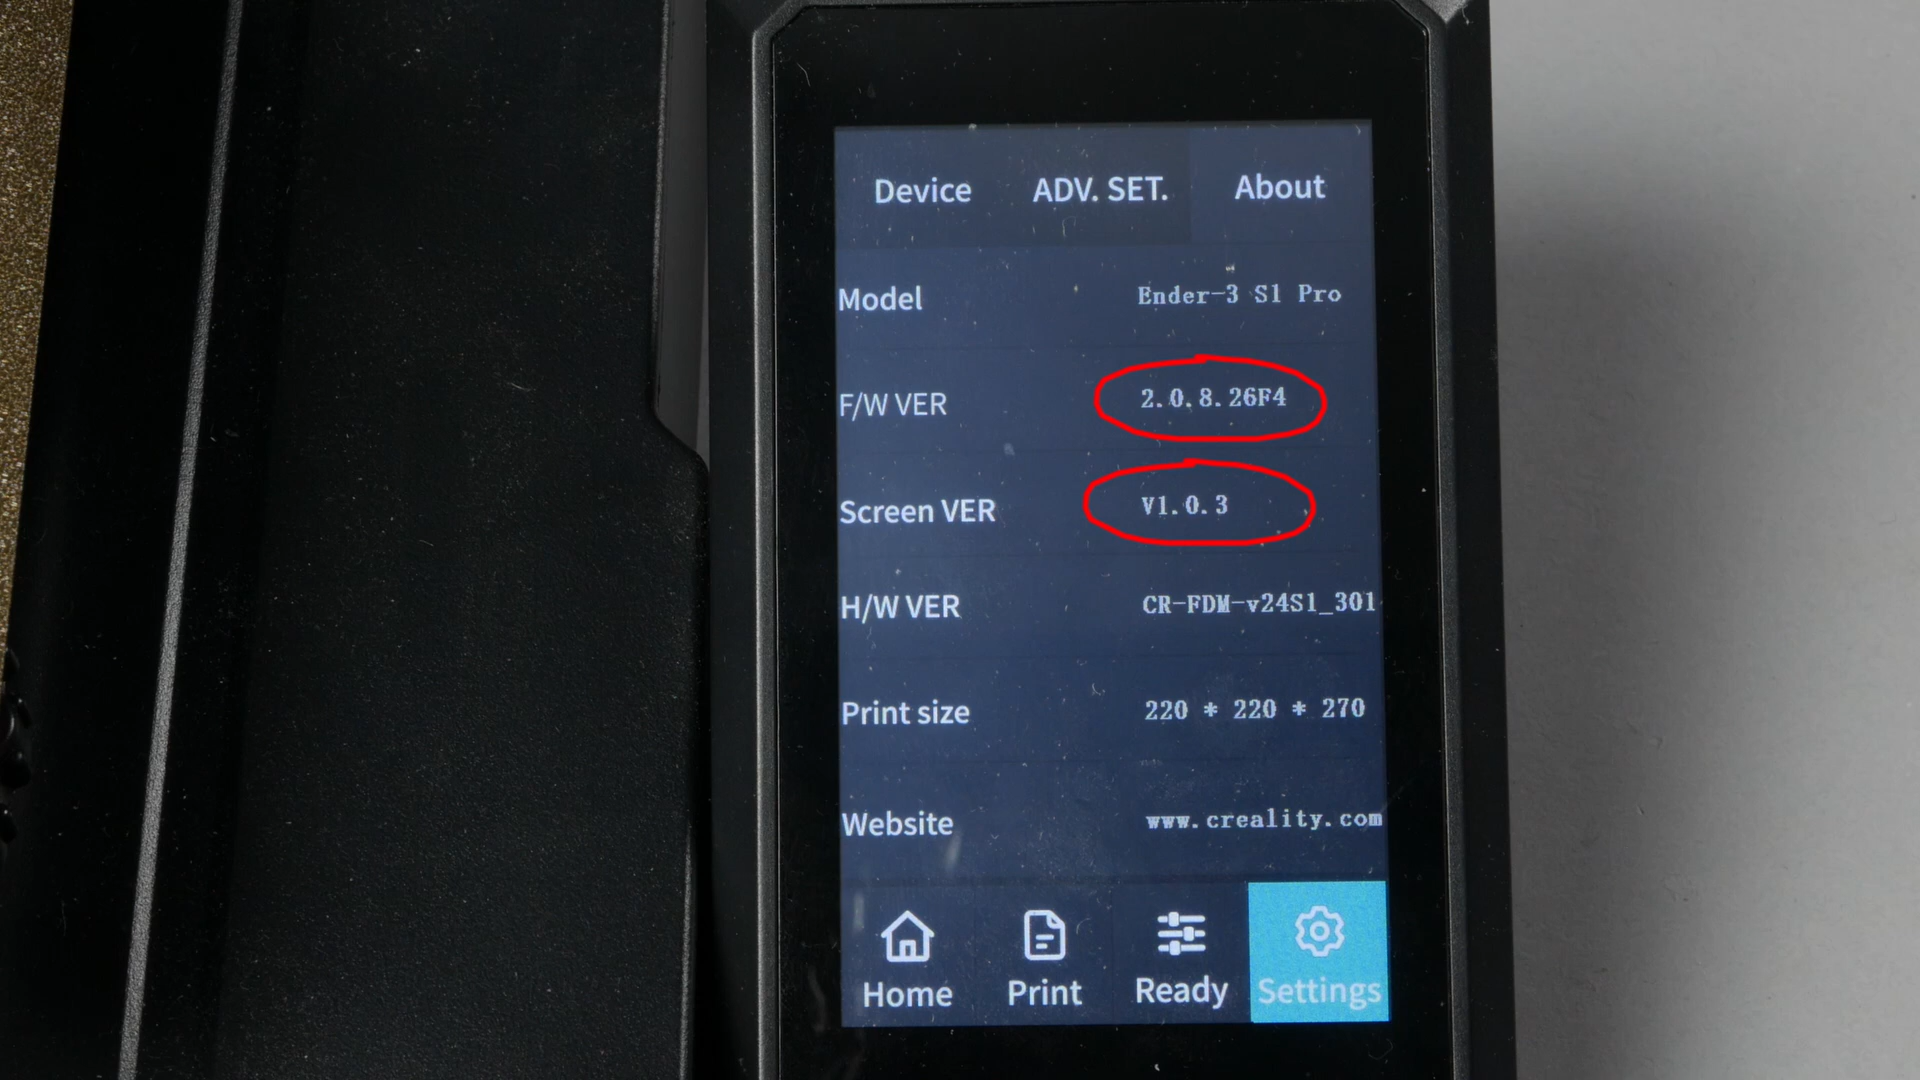 Device ADV. SET. About
Model Ender-3 S1 Pro
F/W VER 2.0.8.26F4
Screen VER V1.0.3
H/W VER CR-FDM-v24S1_301
Print size 220 * 220 * 270
Website www.creality.com
Home Print Ready Settings